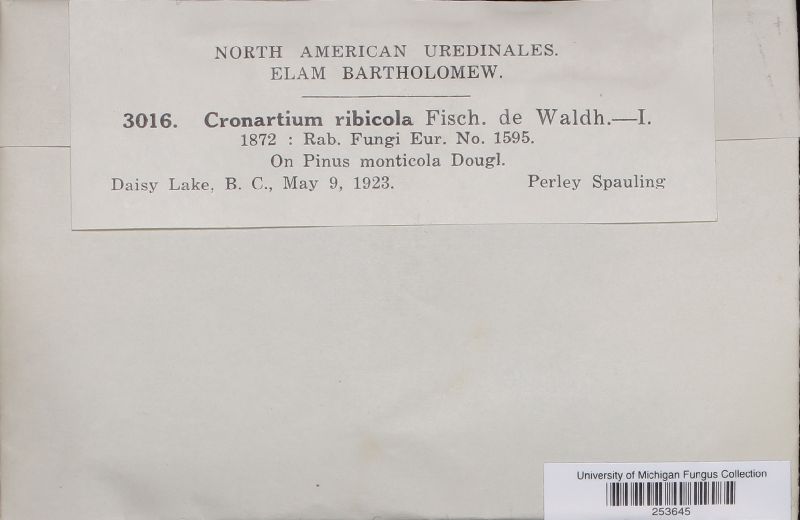 NORTH AMERICAN UREDINALES.
ELAM BARTHOLOMEW.
3016. Cronartium ribicola Fisch. de Waldh.—I.
1872 : Rab. Fungi Eur. No. 1595.
On Pinus monticola Dougl.
Daisy Lake, B. C., May 9, 1923. Perley Spauling
University of Michigan Fungus Collection
253645